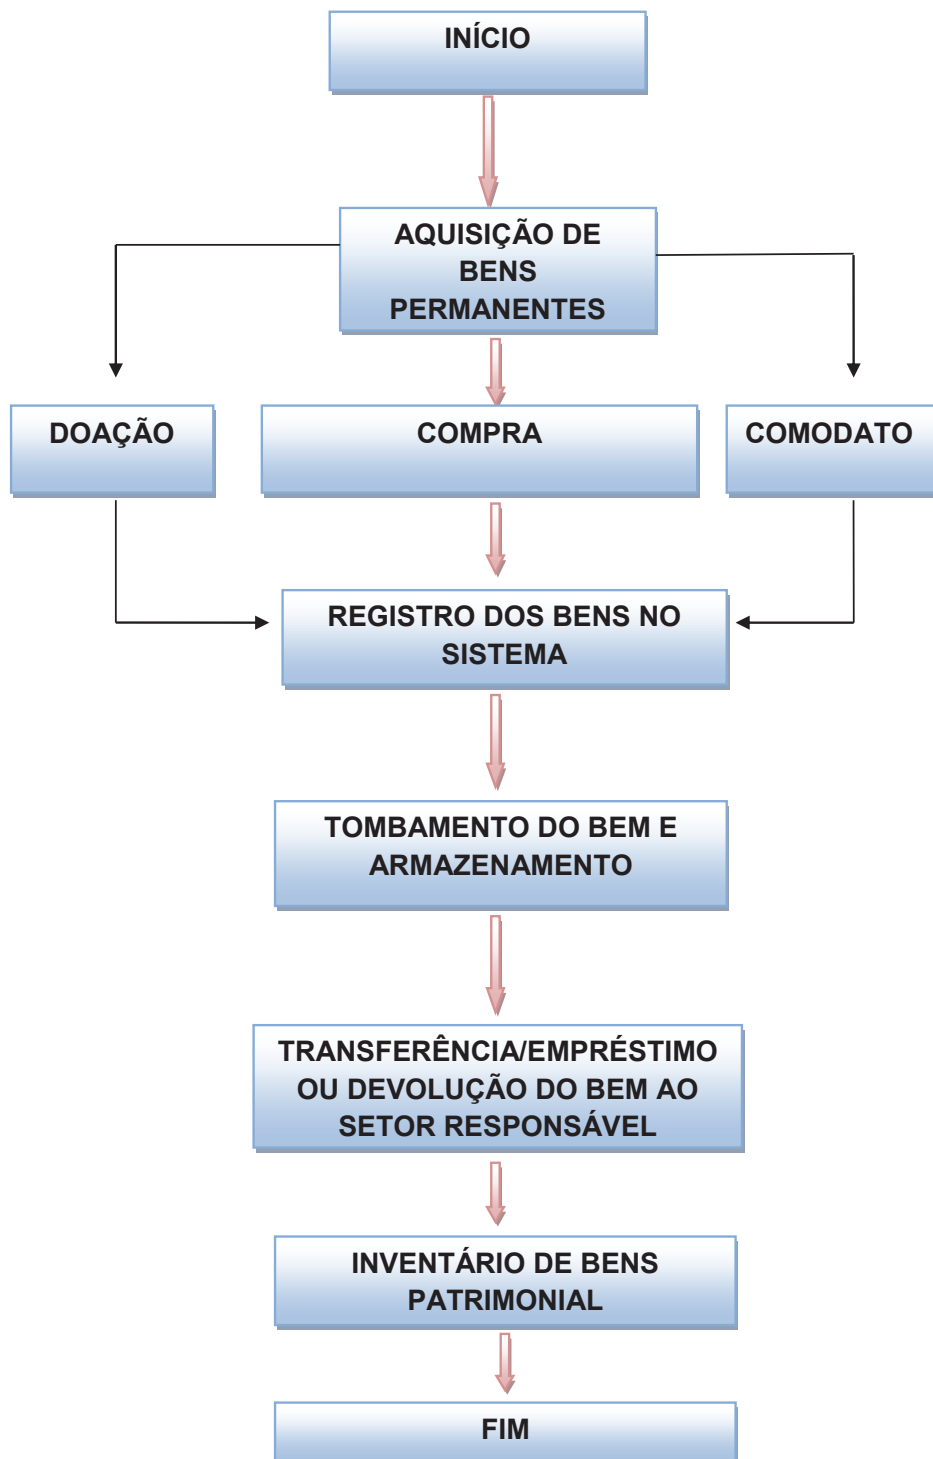 INÍCIO
AQUISIÇÃO DE
BENS
PERMANENTES
DOAÇÃO
COMPRA
COMODATO
REGISTRO DOS BENS NO
SISTEMA
TOMBAMENTO DO BEM E
ARMAZENAMENTO
TRANSFERÊNCIA/EMPRÉSTIMO
OU DEVOLUÇÃO DO BEM AO
SETOR RESPONSÁVEL
INVENTÁRIO DE BENS
PATRIMONIAL
FIM